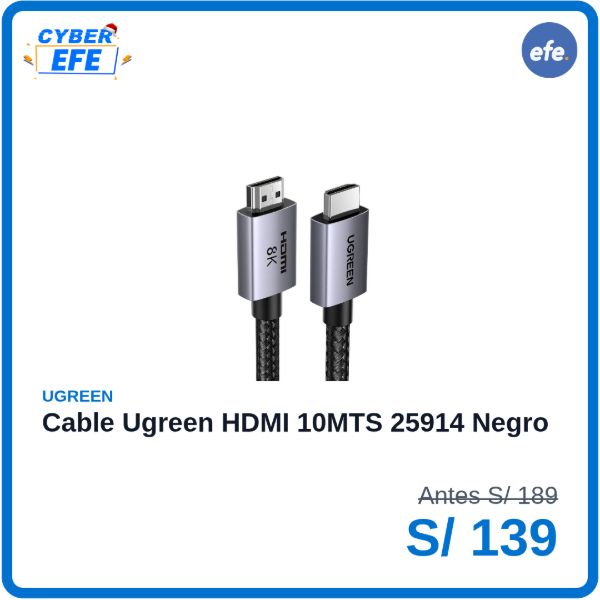 CYBER
EFE
efe.
HDMI
8K
UGREEN
UGREEN
Cable Ugreen HDMI 10MTS 25914 Negro
Antes S/ 189
S/ 139